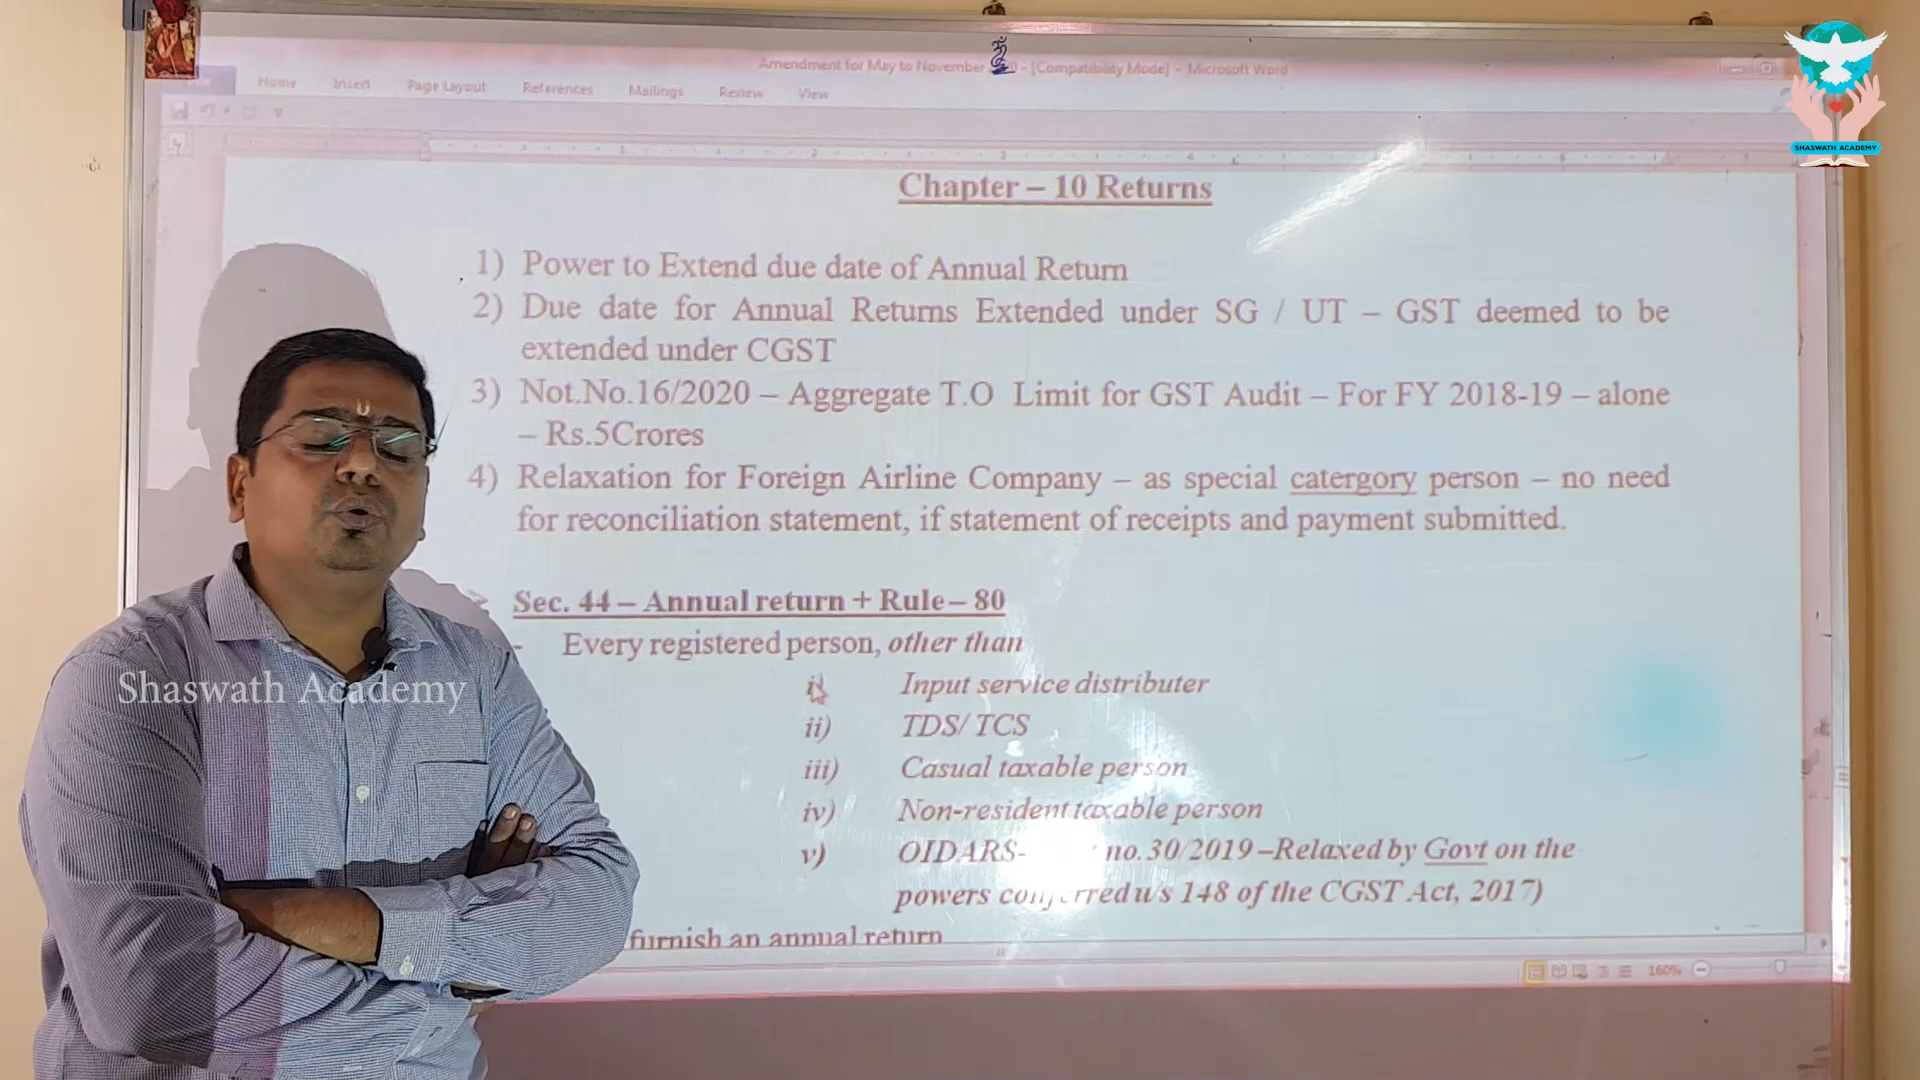 ॐ
Amendment for May to November - [Compatibility Mode] - Microsoft Word
Home Insert Page Layout References Mailings Review View
SHASWATH ACADEMY
Chapter – 10 Returns
1) Power to Extend due date of Annual Return
2) Due date for Annual Returns Extended under SG / UT – GST deemed to be
extended under CGST
3) Not.No.16/2020 – Aggregate T.O Limit for GST Audit – For FY 2018-19 – alone
– Rs.5Crores
4) Relaxation for Foreign Airline Company – as special catergory person – no need
for reconciliation statement, if statement of receipts and payment submitted.
Sec. 44 – Annual return + Rule – 80
- Every registered person, other than
i) Input service distributer
Shaswath Academy
ii) TDS/ TCS
iii) Casual taxable person
iv) Non-resident taxable person
v) OIDARS- no.30/2019 –Relaxed by Govt on the
powers conferred u/s 148 of the CGST Act, 2017)
furnish an annual return
160%